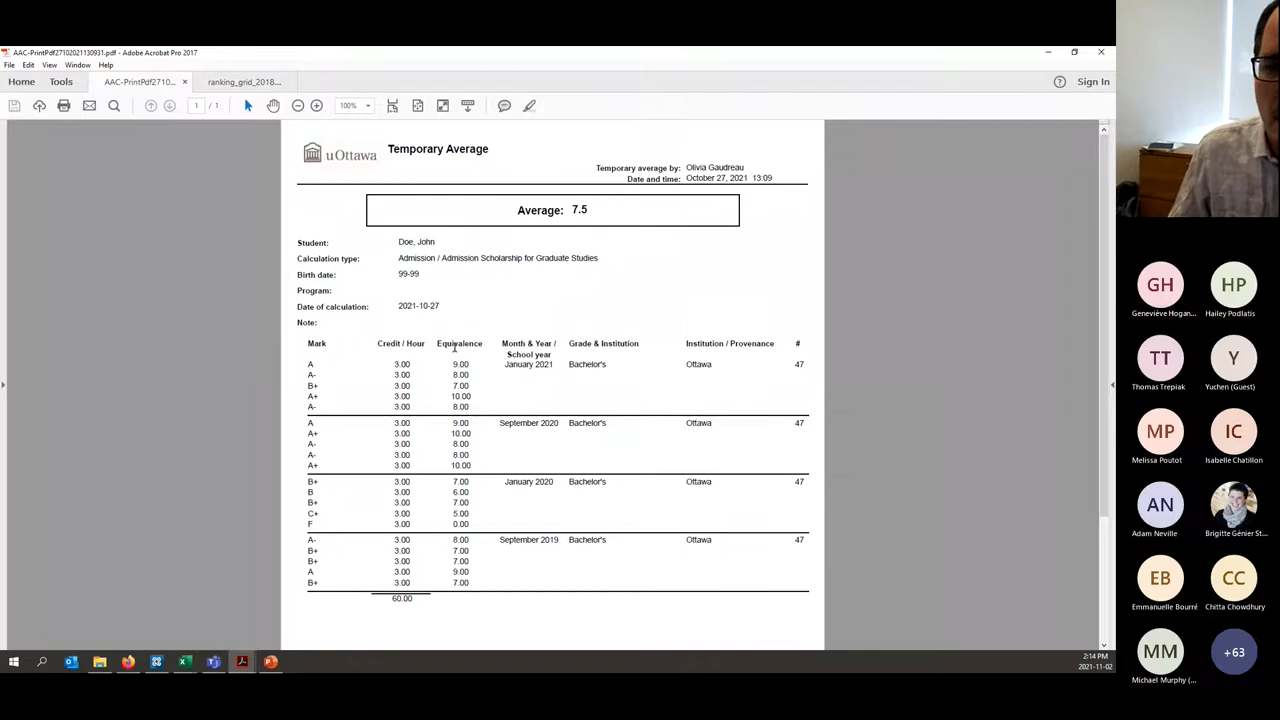 AAC-PrintPdf27102021130931.pdf - Adobe Acrobat Pro 2017
File Edit View Window Help
Home Tools AAC-PrintPdf2710... × ranking_grid_2018... ? Sign In
1 / 1 100%
uOttawa Temporary Average
Temporary average by: Olivia Gaudreau
Date and time: October 27, 2021 13:09
Average: 7.5
Student: Doe, John
Calculation type: Admission / Admission Scholarship for Graduate Studies
Birth date: 99-99
Program:
Date of calculation: 2021-10-27
Note:
Mark Credit / Hour Equivalence Month & Year / School year Grade & Institution Institution / Provenance #
A 3.00 9.00 January 2021 Bachelor's Ottawa 47
A- 3.00 8.00
B+ 3.00 7.00
A+ 3.00 10.00
A- 3.00 8.00
A 3.00 9.00 September 2020 Bachelor's Ottawa 47
A+ 3.00 10.00
A- 3.00 8.00
A- 3.00 8.00
A+ 3.00 10.00
B+ 3.00 7.00 January 2020 Bachelor's Ottawa 47
B 3.00 6.00
B+ 3.00 7.00
C+ 3.00 5.00
F 3.00 0.00
A- 3.00 8.00 September 2019 Bachelor's Ottawa 47
B+ 3.00 7.00
B+ 3.00 7.00
A 3.00 9.00
B+ 3.00 7.00
60.00
2:14 PM
2021-11-02
GH HP
Geneviève Hogan... Hailey Podlatis
TT Y
Thomas Trepiak Yuchen (Guest)
MP IC
Melissa Poutot Isabelle Chatillon
AN
Adam Neville Brigitte Génier St...
EB CC
Emmanuelle Bourré Chitta Chowdhury
MM +63
Michael Murphy (...